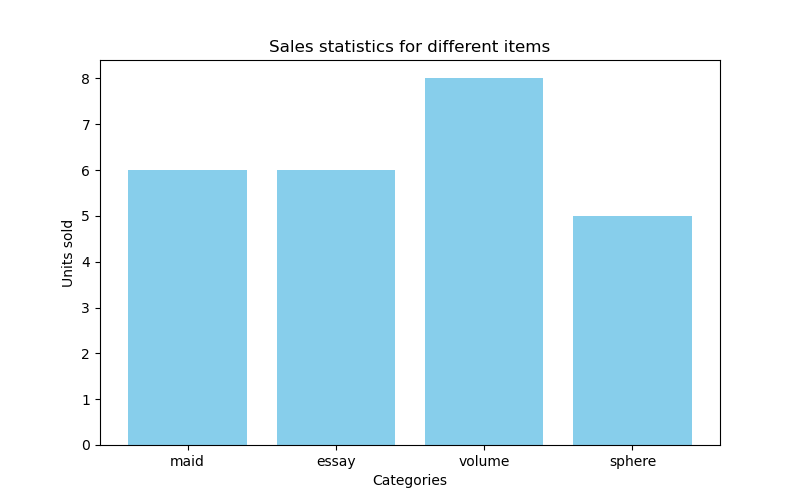 Sales statistics for different items
8
7
6
5
4
3
2
1
0
Units sold
maid essay volume sphere
Categories